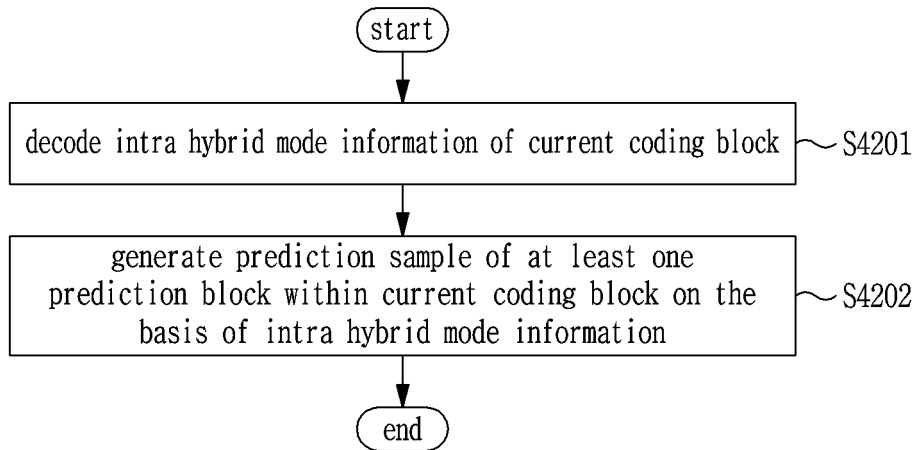 start
decode intra hybrid mode information of current coding block
S4201
generate prediction sample of at least one
prediction block within current coding block on the
basis of intra hybrid mode information
S4202
end